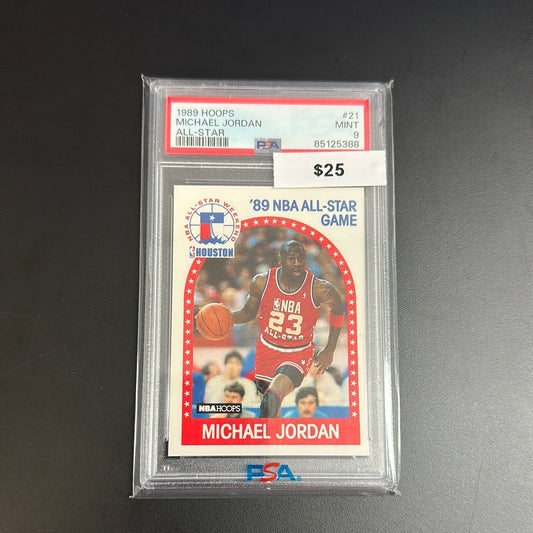 1989 HOOPS #21
MICHAEL JORDAN MINT
ALL-STAR PSA 9
85125388
$25
NBA ALL-STAR WEEKEND
HOUSTON
'89 NBA ALL-STAR
GAME
NBA
23
ALL-STAR
NBA HOOPS
MICHAEL JORDAN
PSA